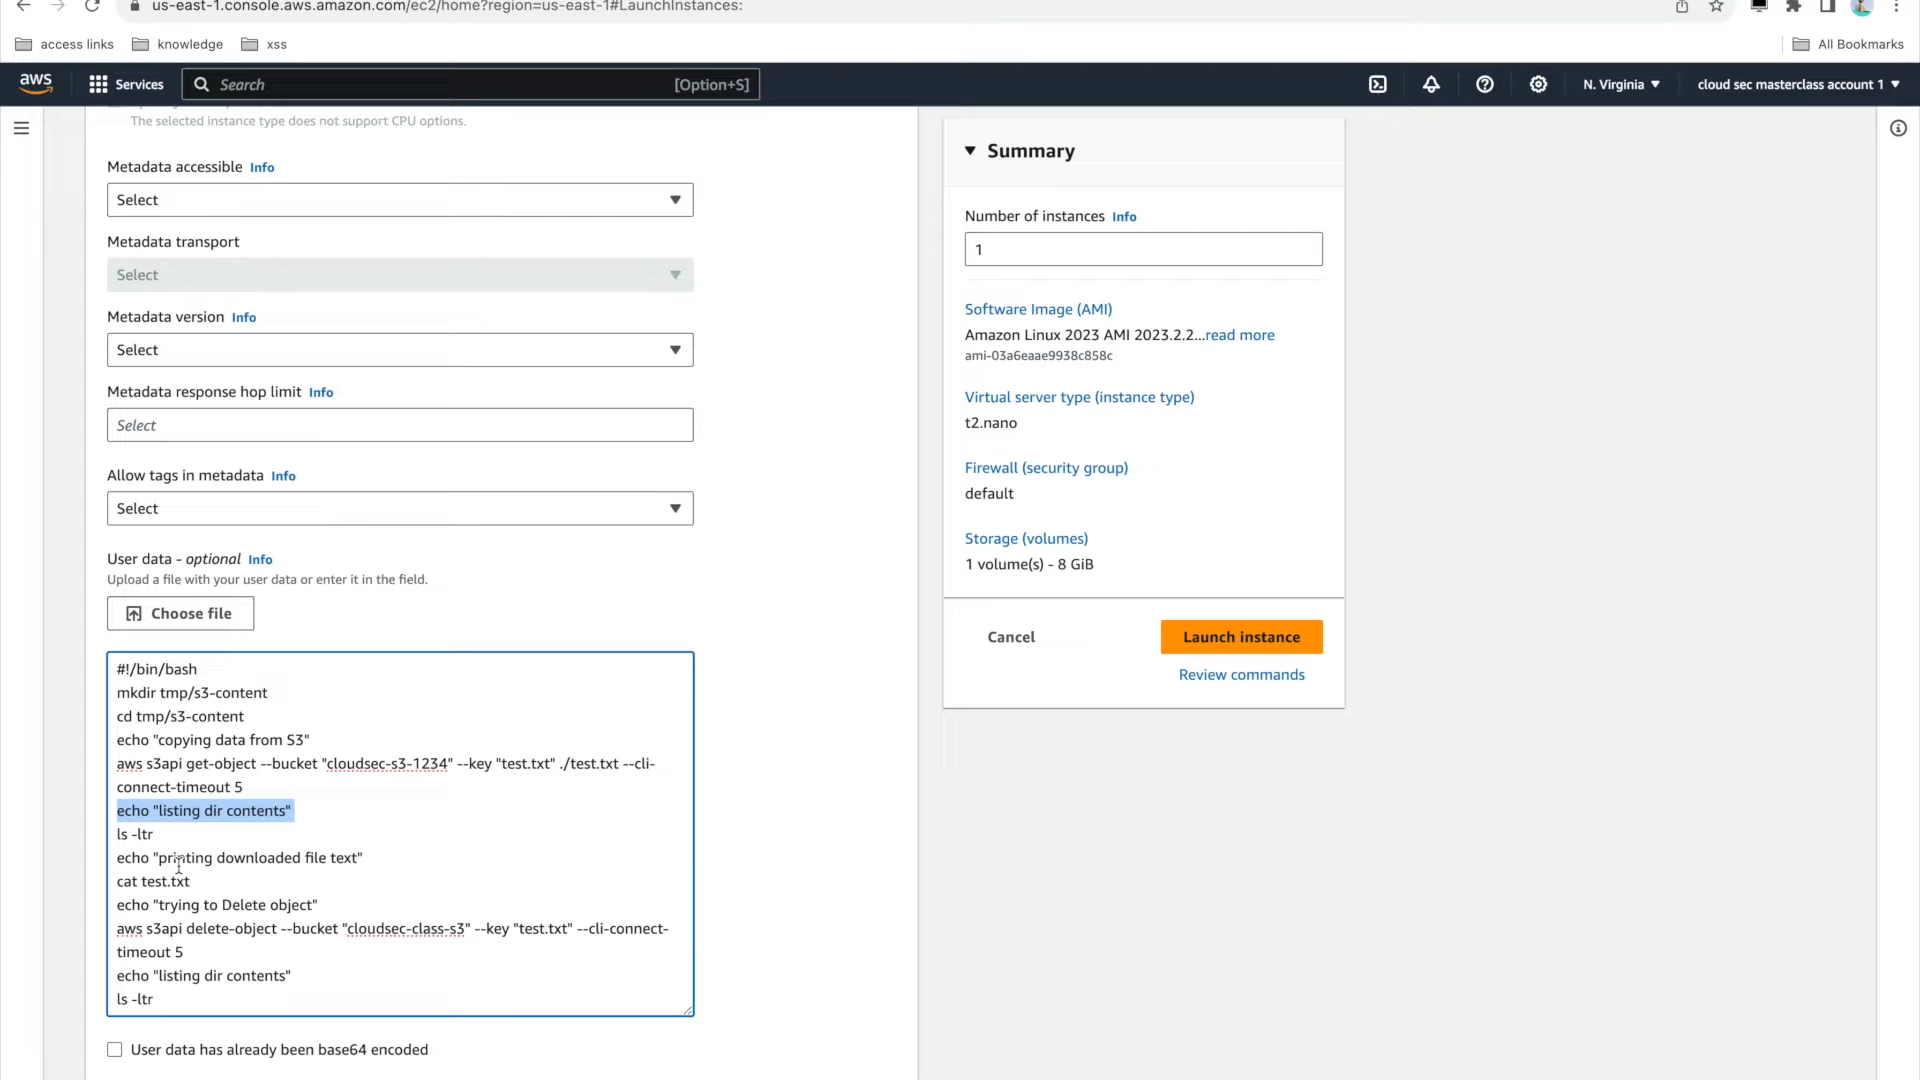 us-east-1.console.aws.amazon.com/ec2/home?region=us-east-1#LaunchInstances:
access links
knowledge
xss
All Bookmarks
aws
Services
Search
[Option+S]
N. Virginia
cloud sec masterclass account 1
The selected instance type does not support CPU options.
Metadata accessible Info
Select
Metadata transport
Select
Metadata version Info
Select
Metadata response hop limit Info
Select
Allow tags in metadata Info
Select
User data - optional Info
Upload a file with your user data or enter it in the field.
Choose file
#!/bin/bash
mkdir tmp/s3-content
cd tmp/s3-content
echo "copying data from S3"
aws s3api get-object --bucket "cloudsec-s3-1234" --key "test.txt" ./test.txt --cli-
connect-timeout 5
echo "listing dir contents"
ls -ltr
echo "printing downloaded file text"
cat test.txt
echo "trying to Delete object"
aws s3api delete-object --bucket "cloudsec-class-s3" --key "test.txt" --cli-connect-
timeout 5
echo "listing dir contents"
ls -ltr
User data has already been base64 encoded
Summary
Number of instances Info
1
Software Image (AMI)
Amazon Linux 2023 AMI 2023.2.2...read more
ami-03a6eaae9938c858c
Virtual server type (instance type)
t2.nano
Firewall (security group)
default
Storage (volumes)
1 volume(s) - 8 GiB
Cancel
Launch instance
Review commands